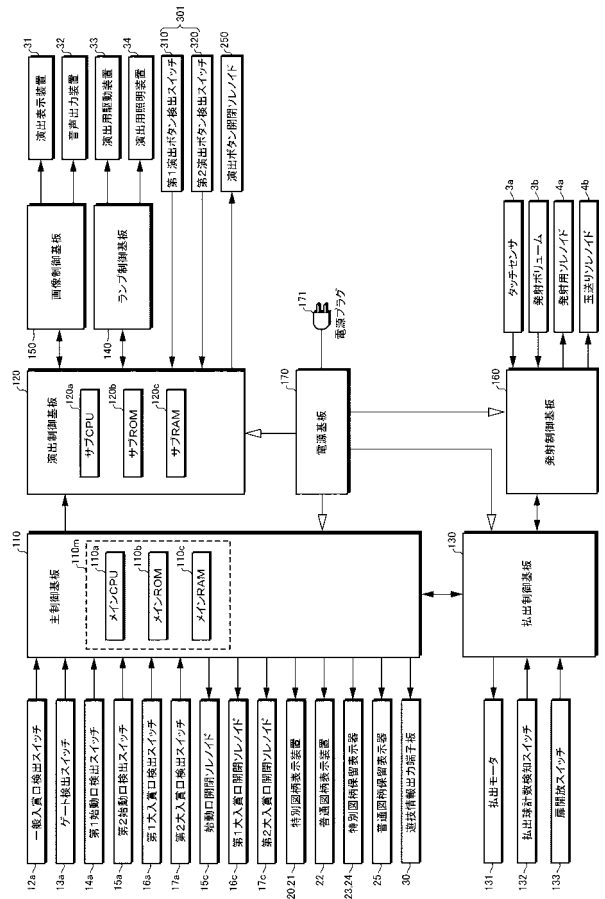 12a 一般入賞口検出スイッチ
13a ゲート検出スイッチ
14a 第1始動口検出スイッチ
15a 第2始動口検出スイッチ
16a 第1大入賞口検出スイッチ
17a 第2大入賞口検出スイッチ
15c 始動口開閉ソレノイド
16c 第1大入賞口開閉ソレノイド
17c 第2大入賞口開閉ソレノイド
20,21 特別図柄表示装置
22 普通図柄表示装置
23,24 特別図柄保留表示器
25 普通図柄保留表示器
30 遊技情報出力端子板
131 払出モータ
132 払出球計数検知スイッチ
133 扉開放スイッチ
110
主制御基板
110m
110a
メインCPU
110b
メインROM
110c
メインRAM
130
払出制御基板
120
演出制御基板
120a
サブCPU
120b
サブROM
120c
サブRAM
170
電源基板
171
電源プラグ
160
発射制御基板
150
画像制御基板
140
ランプ制御基板
演出表示装置 31
音声出力装置 32
演出用駆動装置 33
演出用照明装置 34
301
第1演出ボタン検出スイッチ 310
第2演出ボタン検出スイッチ 320
演出ボタン開閉ソレノイド 250
タッチセンサ 3a
発射ボリューム 3b
発射用ソレノイド 4a
玉送りソレノイド 4b